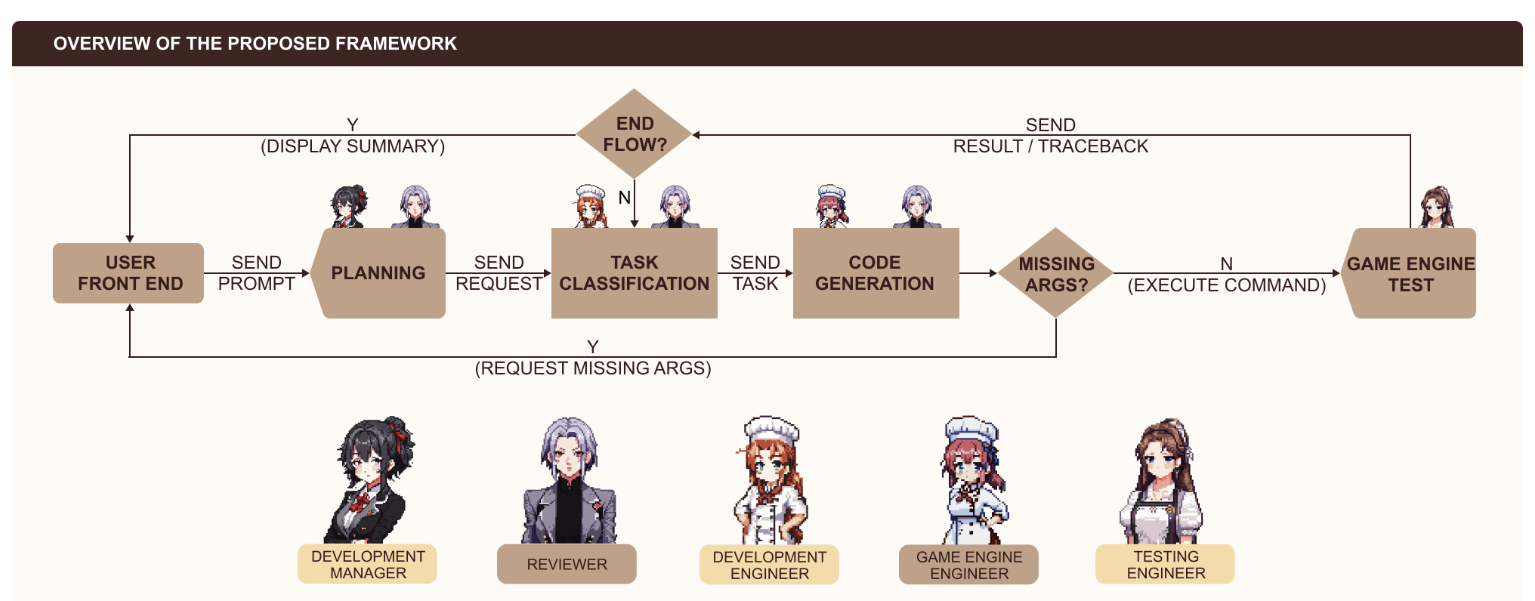 OVERVIEW OF THE PROPOSED FRAMEWORK
END
FLOW?
Y
(DISPLAY SUMMARY)
SEND
RESULT / TRACEBACK
N
USER
FRONT END
SEND
PROMPT
PLANNING
SEND
REQUEST
TASK
CLASSIFICATION
SEND
TASK
CODE
GENERATION
MISSING
ARGS?
N
(EXECUTE COMMAND)
GAME ENGINE
TEST
Y
(REQUEST MISSING ARGS)
DEVELOPMENT
MANAGER
REVIEWER
DEVELOPMENT
ENGINEER
GAME ENGINE
ENGINEER
TESTING
ENGINEER